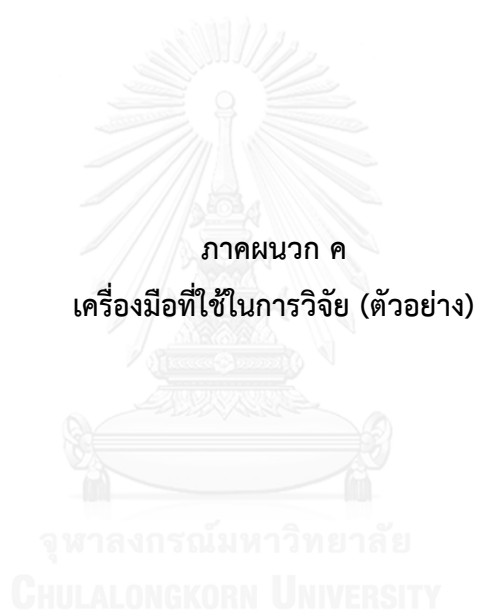 ภาคผนวก ค
เครื่องมือที่ใช้ในการวิจัย (ตัวอย่าง)
จุฬาลงกรณ์มหาวิทยาลัย
CHULALONGKORN UNIVERSITY